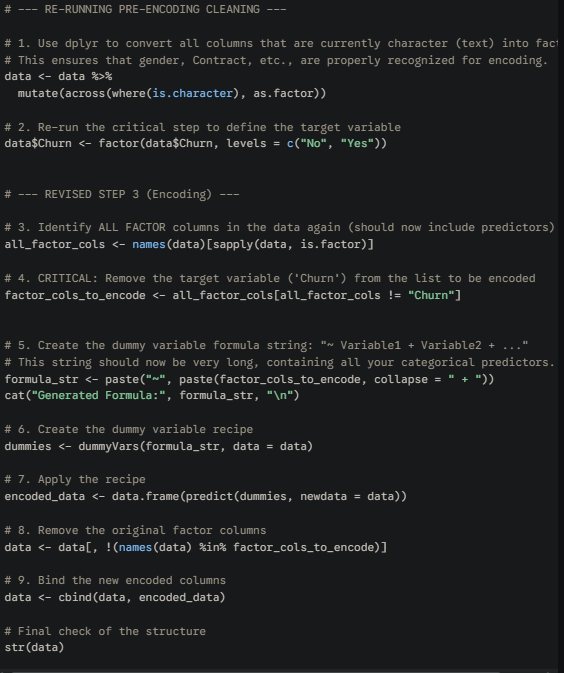 # --- RE-RUNNING PRE-ENCODING CLEANING ---
# 1. Use dplyr to convert all columns that are currently character (text) into
# This ensures that gender, Contract, etc., are properly recognized for encoding.
data <- data %>%
  mutate(across(where(is.character), as.factor))
# 2. Re-run the critical step to define the target variable
data$Churn <- factor(data$Churn, levels = c("No", "Yes"))
# --- REVISED STEP 3 (Encoding) ---
# 3. Identify ALL FACTOR columns in the data again (should now include predictors)
all_factor_cols <- names(data)[sapply(data, is.factor)]
# 4. CRITICAL: Remove the target variable ('Churn') from the list to be encoded
factor_cols_to_encode <- all_factor_cols[all_factor_cols != "Churn"]
# 5. Create the dummy variable formula string: "~ Variable1 + Variable2 + ..."
# This string should now be very long, containing all your categorical predictors.
formula_str <- paste("~", paste(factor_cols_to_encode, collapse = " + "))
cat("Generated Formula:", formula_str, "\n")
# 6. Create the dummy variable recipe
dummies <- dummyVars(formula_str, data = data)
# 7. Apply the recipe
encoded_data <- data.frame(predict(dummies, newdata = data))
# 8. Remove the original factor columns
data <- data[, !(names(data) %in% factor_cols_to_encode)]
# 9. Bind the new encoded columns
data <- cbind(data, encoded_data)
# Final check of the structure
str(data)